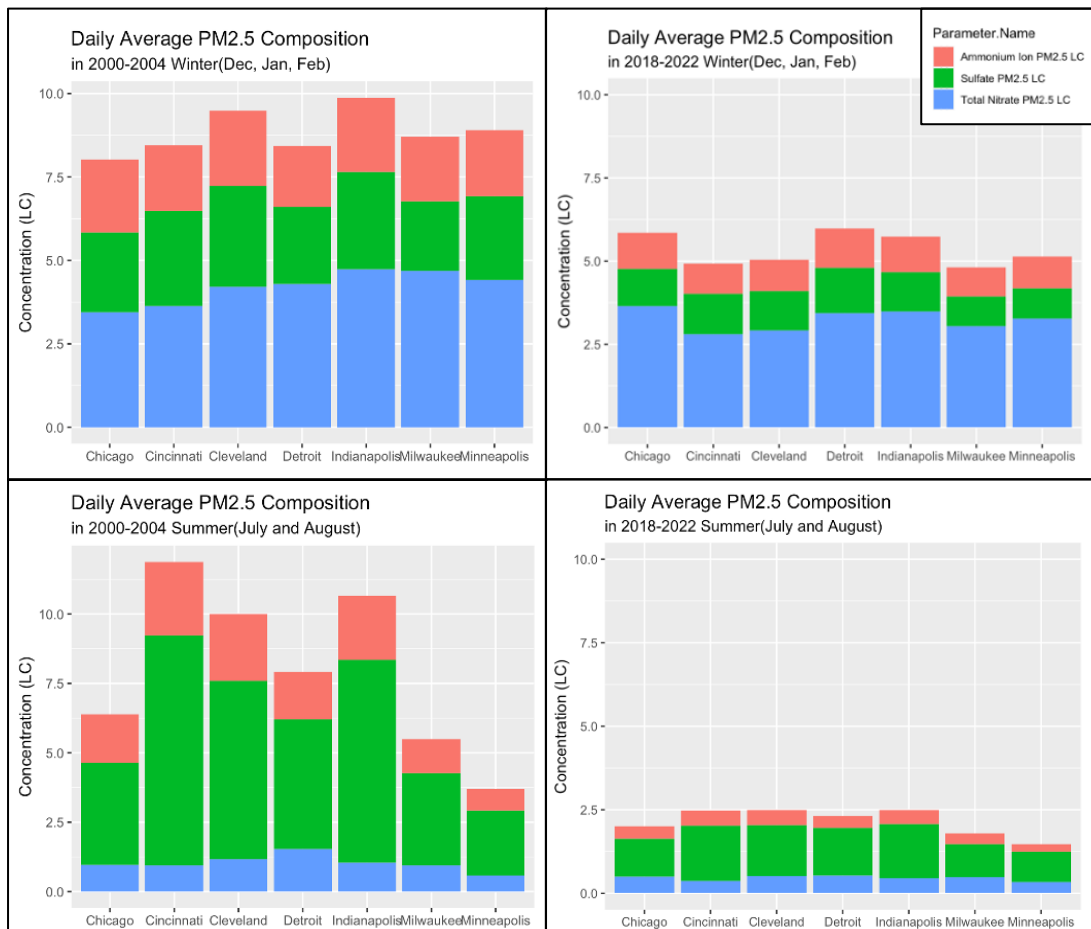 Daily Average PM2.5 Composition
in 2000-2004 Winter(Dec, Jan, Feb)
Concentration (LC)
10.0
7.5
5.0
2.5
0.0
Chicago Cincinnati Cleveland Detroit Indianapolis Milwaukee Minneapolis
Daily Average PM2.5 Composition
in 2018-2022 Winter(Dec, Jan, Feb)
Parameter.Name
Ammonium Ion PM2.5 LC
Sulfate PM2.5 LC
Total Nitrate PM2.5 LC
Concentration (LC)
10.0
7.5
5.0
2.5
0.0
Chicago Cincinnati Cleveland Detroit Indianapolis Milwaukee Minneapolis
Daily Average PM2.5 Composition
in 2000-2004 Summer(July and August)
Concentration (LC)
10.0
7.5
5.0
2.5
0.0
Chicago Cincinnati Cleveland Detroit Indianapolis Milwaukee Minneapolis
Daily Average PM2.5 Composition
in 2018-2022 Summer(July and August)
Concentration (LC)
10.0
7.5
5.0
2.5
0.0
Chicago Cincinnati Cleveland Detroit Indianapolis Milwaukee Minneapolis